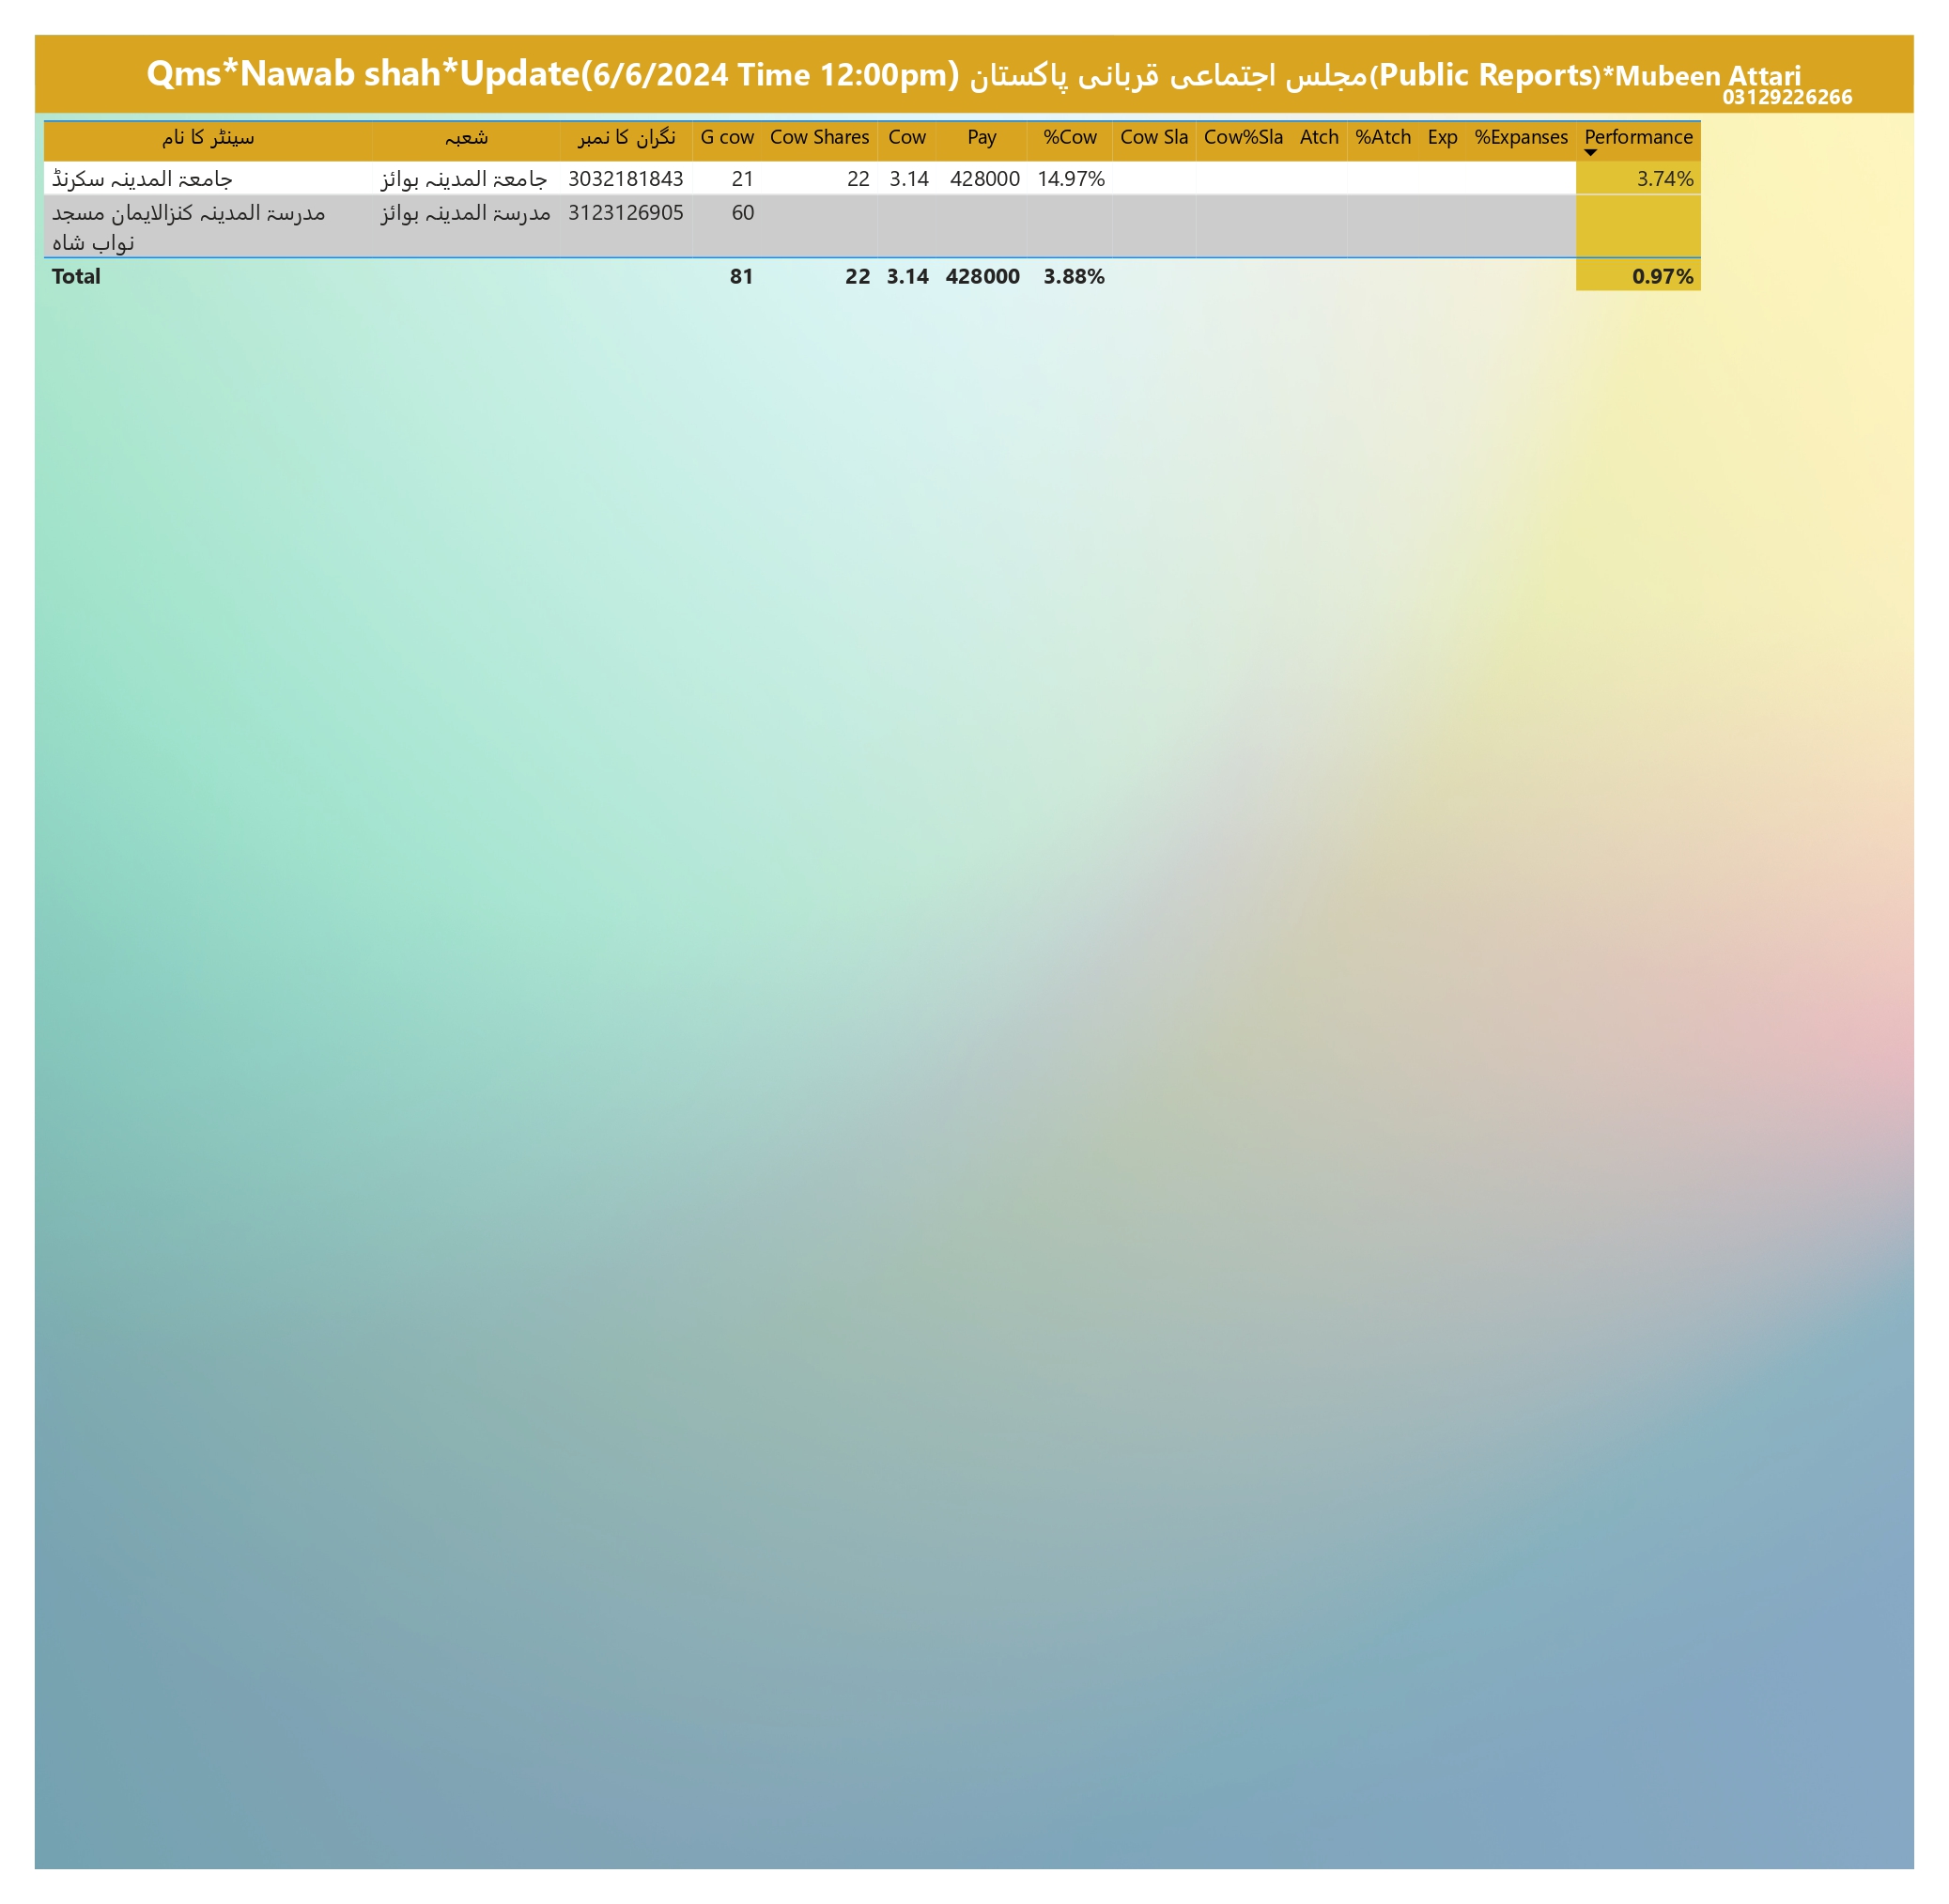 Qms*Nawab shah*Update(6/6/2024 Time 12:00pm) مجلس اجتماعی قربانی پاکستان(Public Reports)*Mubeen Attari
03129226266
سینٹر کا نام شعبہ نگران کا نمبر G cow Cow Shares Cow Pay %Cow Cow Sla Cow%Sla Atch %Atch Exp %Expanses Performance
جامعۃ المدینہ سکرنڈ جامعۃ المدینہ بوائز 3032181843 21 22 3.14 428000 14.97% 3.74%
مدرسۃ المدینہ کنزالایمان مسجد مدرسۃ المدینہ بوائز 3123126905 60
نواب شاہ
Total 81 22 3.14 428000 3.88% 0.97%